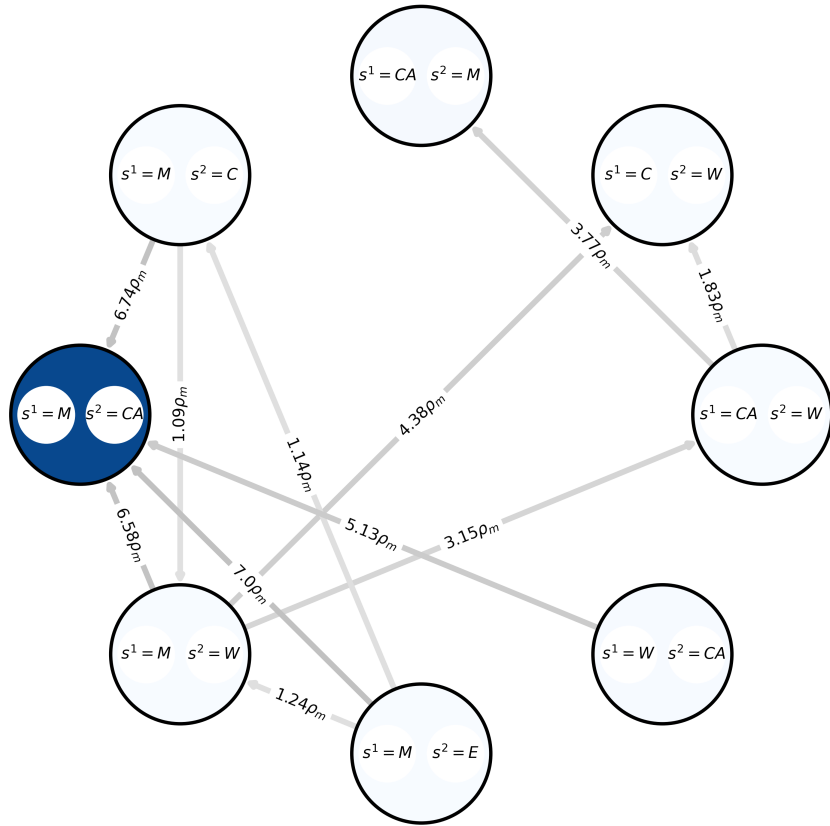 s¹ = CA s² = M
s¹ = M s² = C
s¹ = C s² = W
3.77ρₘ
6.74ρₘ
1.83ρₘ
s¹ = M s² = CA
1.09ρₘ
4.38ρₘ
s¹ = CA s² = W
1.14ρₘ
6.58ρₘ
5.13ρₘ
3.15ρₘ
7.0ρₘ
s¹ = M s² = W
s¹ = W s² = CA
1.24ρₘ
s¹ = M s² = E